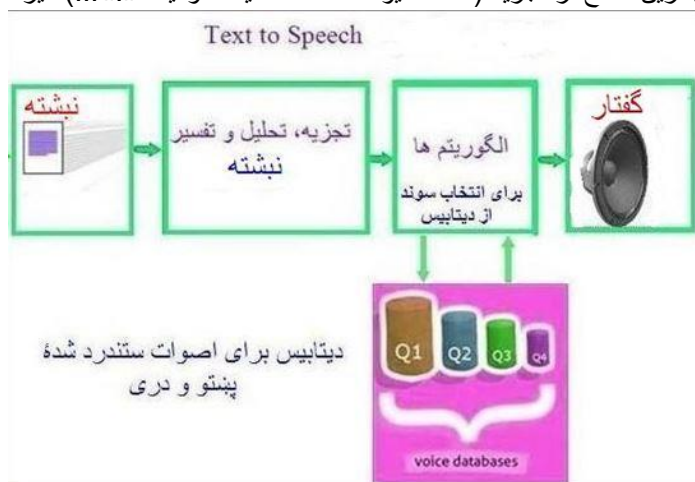 Text to Speech
نبشته
تجزیه، تحلیل و تفسیر
نبشته
الگوریتم ها
برای انتخاب سوند
از دیتابیس
گفتار
دیتابیس برای اصوات ستندرد شدهٔ
پښتو و دری
Q1
Q2
Q3
Q4
voice databases